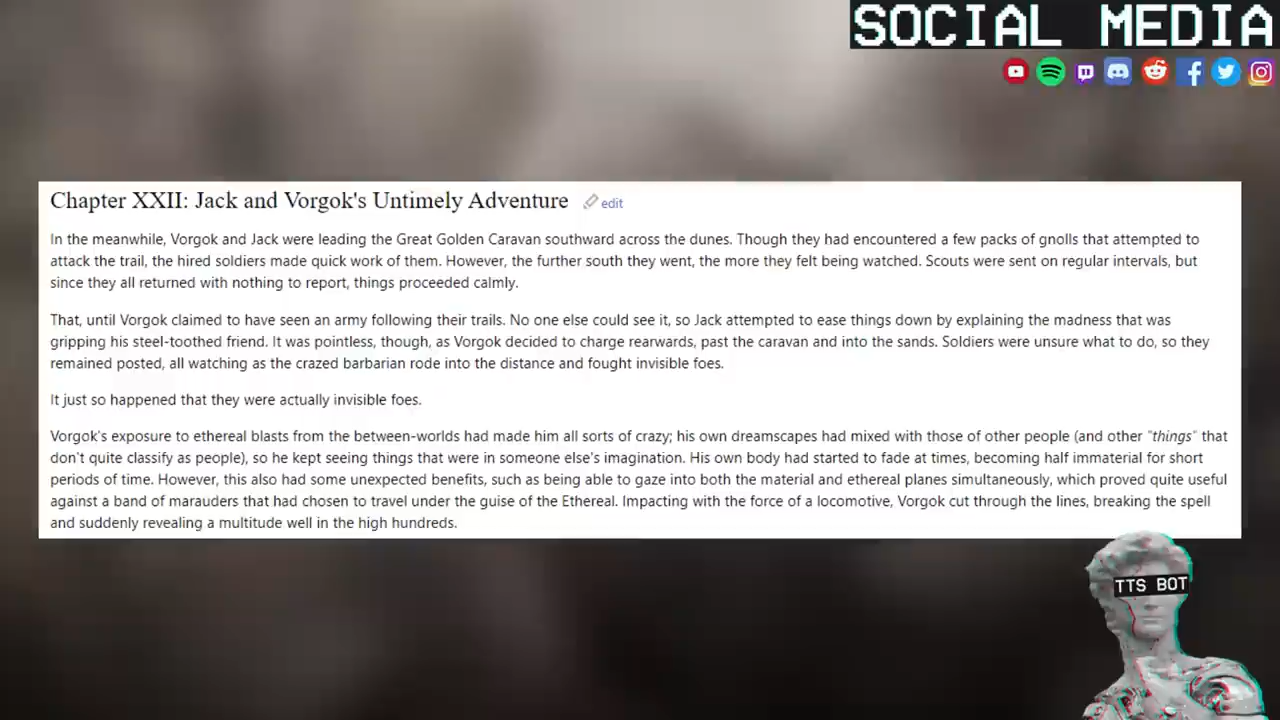 SOCIAL MEDIA
Chapter XXII: Jack and Vorgok's Untimely Adventure edit
In the meanwhile, Vorgok and Jack were leading the Great Golden Caravan southward across the dunes. Though they had encountered a few packs of gnolls that attempted to
attack the trail, the hired soldiers made quick work of them. However, the further south they went, the more they felt being watched. Scouts were sent on regular intervals, but
since they all returned with nothing to report, things proceeded calmly.
That, until Vorgok claimed to have seen an army following their trails. No one else could see it, so Jack attempted to ease things down by explaining the madness that was
gripping his steel-toothed friend. It was pointless, though, as Vorgok decided to charge rearwards, past the caravan and into the sands. Soldiers were unsure what to do, so they
remained posted, all watching as the crazed barbarian rode into the distance and fought invisible foes.
It just so happened that they were actually invisible foes.
Vorgok's exposure to ethereal blasts from the between-worlds had made him all sorts of crazy; his own dreamscapes had mixed with those of other people (and other "things" that
don't quite classify as people), so he kept seeing things that were in someone else's imagination. His own body had started to fade at times, becoming half immaterial for short
periods of time. However, this also had some unexpected benefits, such as being able to gaze into both the material and ethereal planes simultaneously, which proved quite useful
against a band of marauders that had chosen to travel under the guise of the Ethereal. Impacting with the force of a locomotive, Vorgok cut through the lines, breaking the spell
and suddenly revealing a multitude well in the high hundreds.
TTS BOT